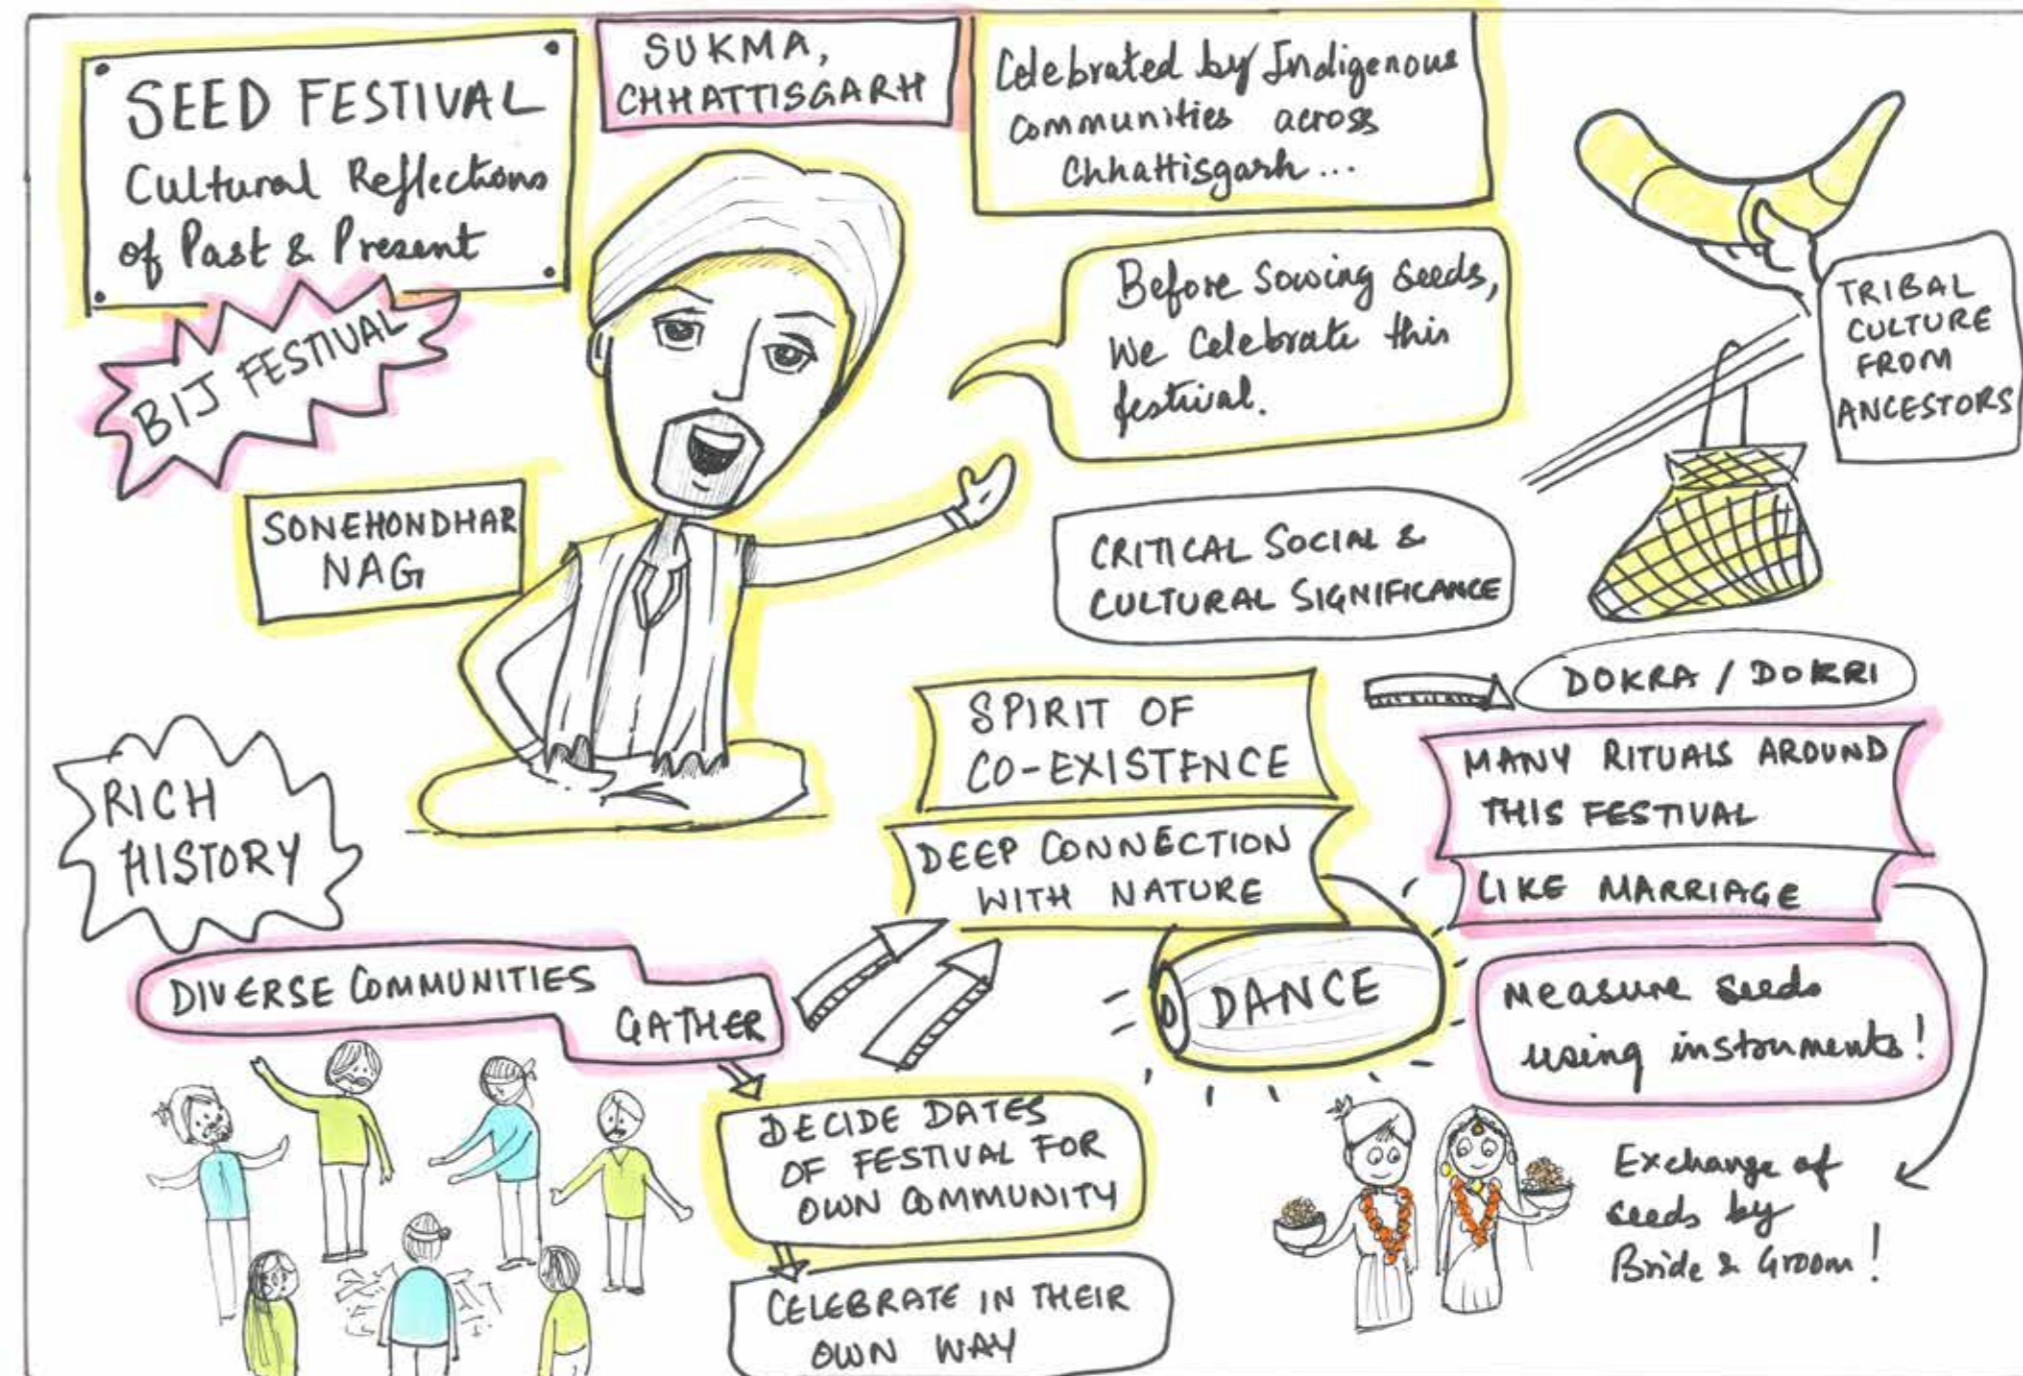 SEED FESTIVAL
Cultural Reflections
of Past & Present
BIJ FESTIVAL
SUKMA,
CHHATTISGARH
Celebrated by Indigenous
Communities across
Chhattisgarh...
Before Sowing Seeds,
We Celebrate this
festival.
TRIBAL
CULTURE
FROM
ANCESTORS
SONEHONDHAR
NAG
CRITICAL SOCIAL &
CULTURAL SIGNIFICANCE
DOKRA / DOKRI
SPIRIT OF
CO-EXISTENCE
DEEP CONNECTION
WITH NATURE
MANY RITUALS AROUND
THIS FESTIVAL
LIKE MARRIAGE
RICH
HISTORY
DIVERSE COMMUNITIES
GATHER
DANCE
Measure seeds
using instruments!
DECIDE DATES
OF FESTIVAL FOR
OWN COMMUNITY
CELEBRATE IN THEIR
OWN WAY
Exchange of
seeds by
Bride & Groom!